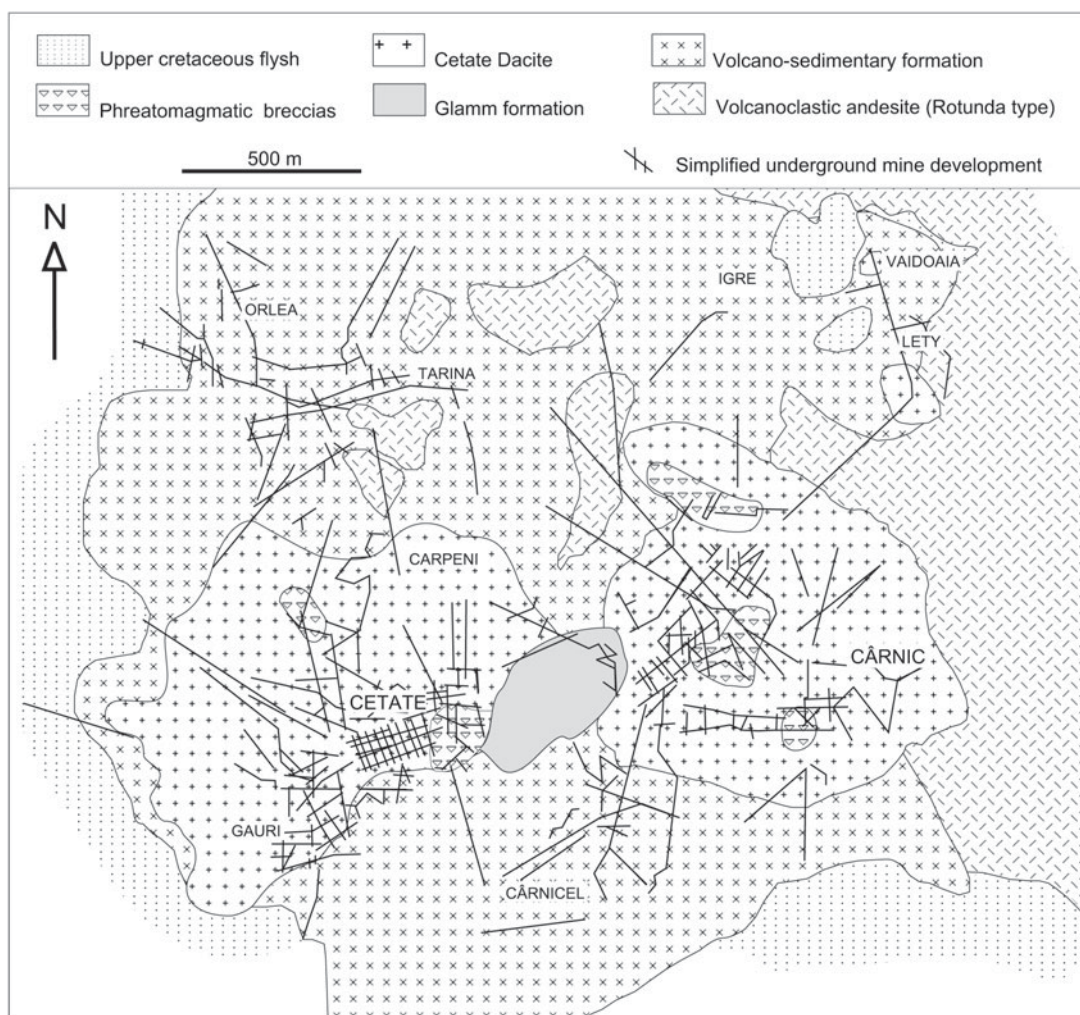 Upper cretaceous flysh
Cetate Dacite
Volcano-sedimentary formation
Phreatomagmatic breccias
Glamm formation
Volcanoclastic andesite (Rotunda type)
500 m
Simplified underground mine development
N
VAIDOAIA
IGRE
ORLEA
LETY
TARINA
CARPENI
CÂRNIC
CETATE
GAURI
CÂRNICEL